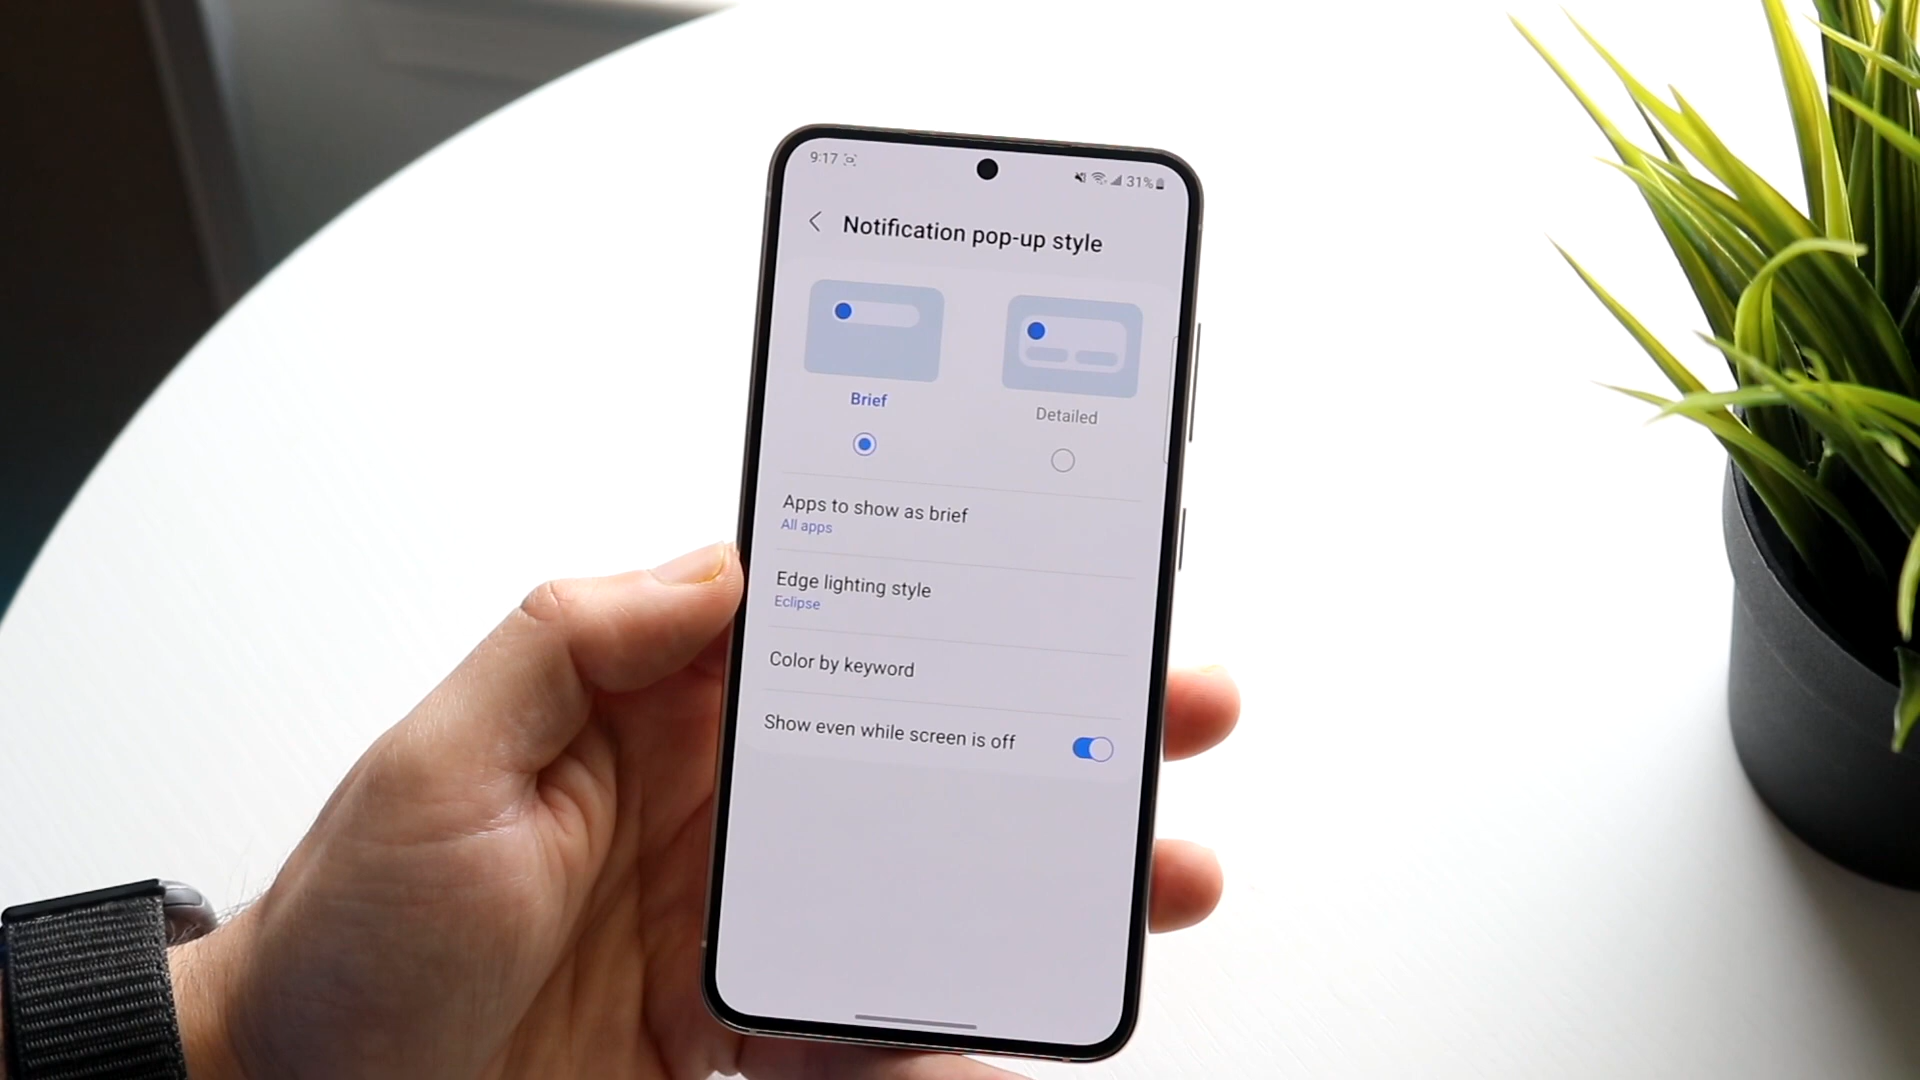 9:17
31%
Notification pop-up style
Brief
Detailed
Apps to show as brief
All apps
Edge lighting style
Eclipse
Color by keyword
Show even while screen is off